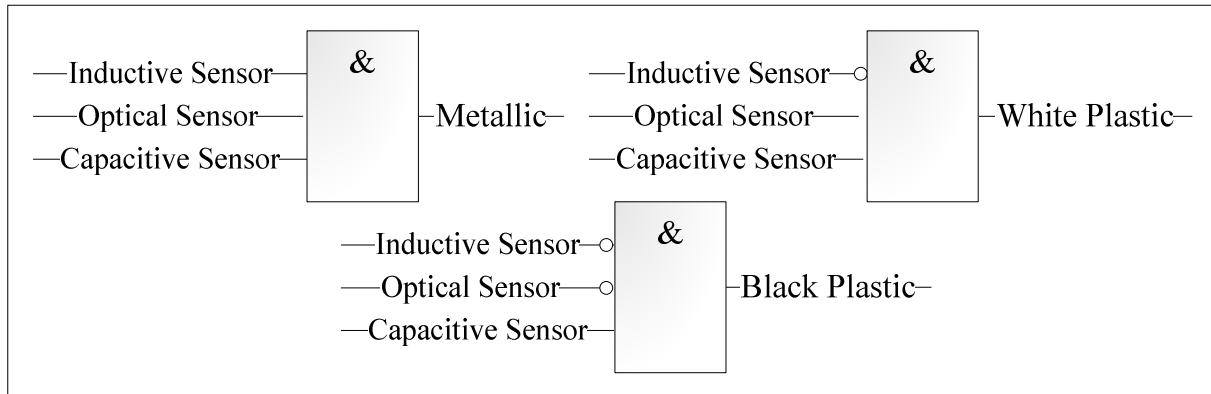 &
Inductive Sensor
Optical Sensor
Capacitive Sensor
Metallic
&
Inductive Sensor
Optical Sensor
Capacitive Sensor
White Plastic
&
Inductive Sensor
Optical Sensor
Capacitive Sensor
Black Plastic